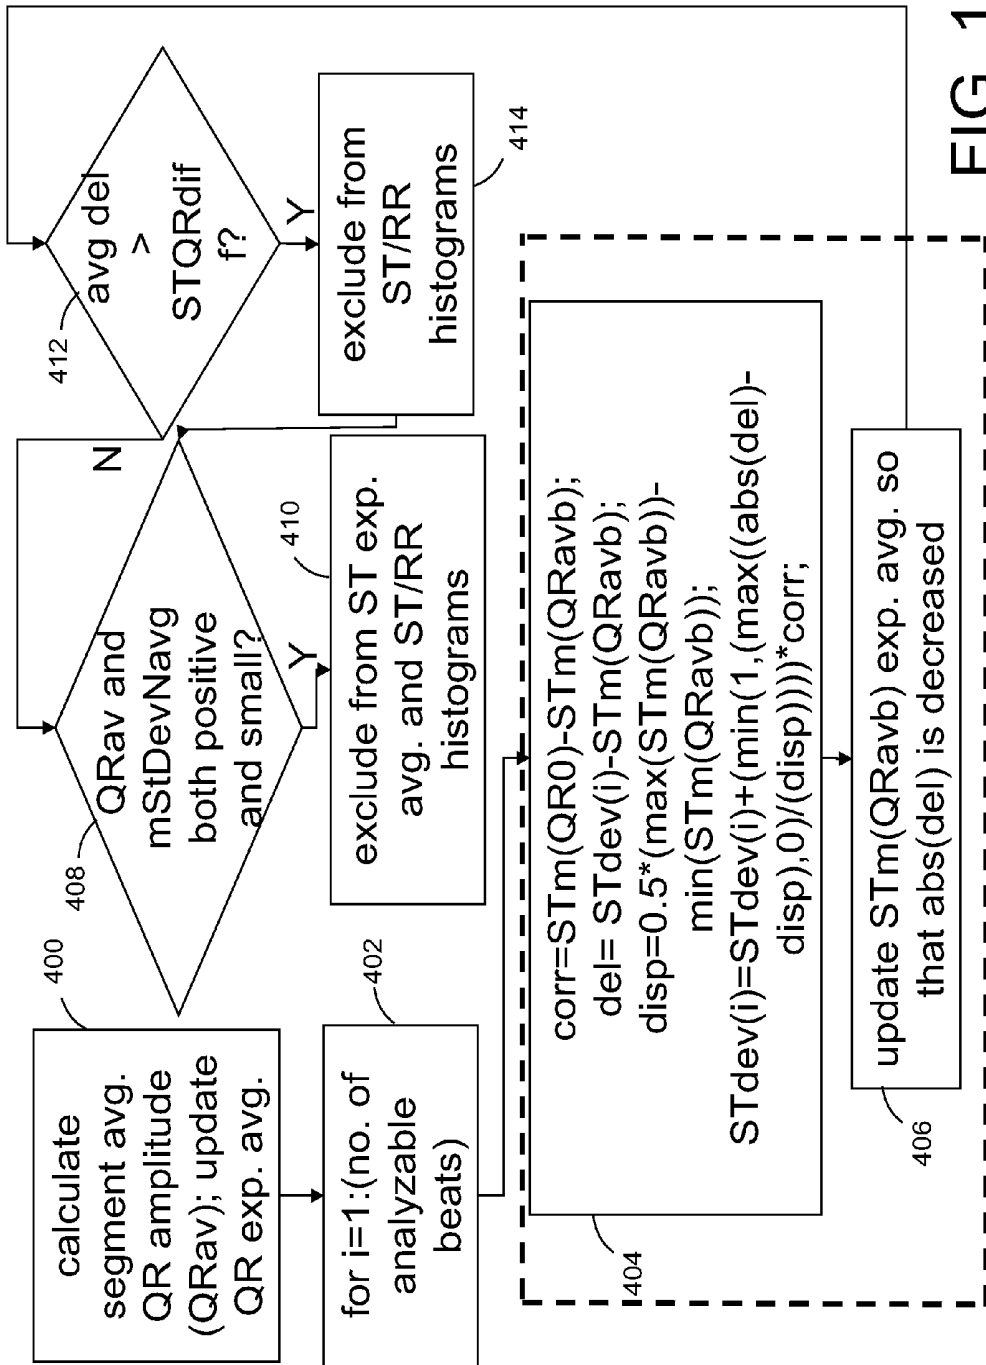 400
calculate
segment avg.
QR amplitude
(QRav); update
QR exp. avg.
402
for i=1:(no. of
analyzable
beats)
404
corr=STm(QR0)-STm(QRavb);
del= STdev(i)-STm(QRavb);
disp=0.5*(max(STm(QRavb))-
min(STm(QRavb));
STdev(i)=STdev(i)+(min(1,(max((abs(del)-
disp),0)/(disp)))))*corr;
406
update STm(QRavb) exp. avg. so
that abs(del) is decreased
408
QRav and
mStDevNavg
both positive
and small?
Y
410
exclude from ST exp.
avg. and ST/RR
histograms
412
avg del
>
STQRdif
f?
N
Y
414
exclude from
ST/RR
histograms
FIG. 1